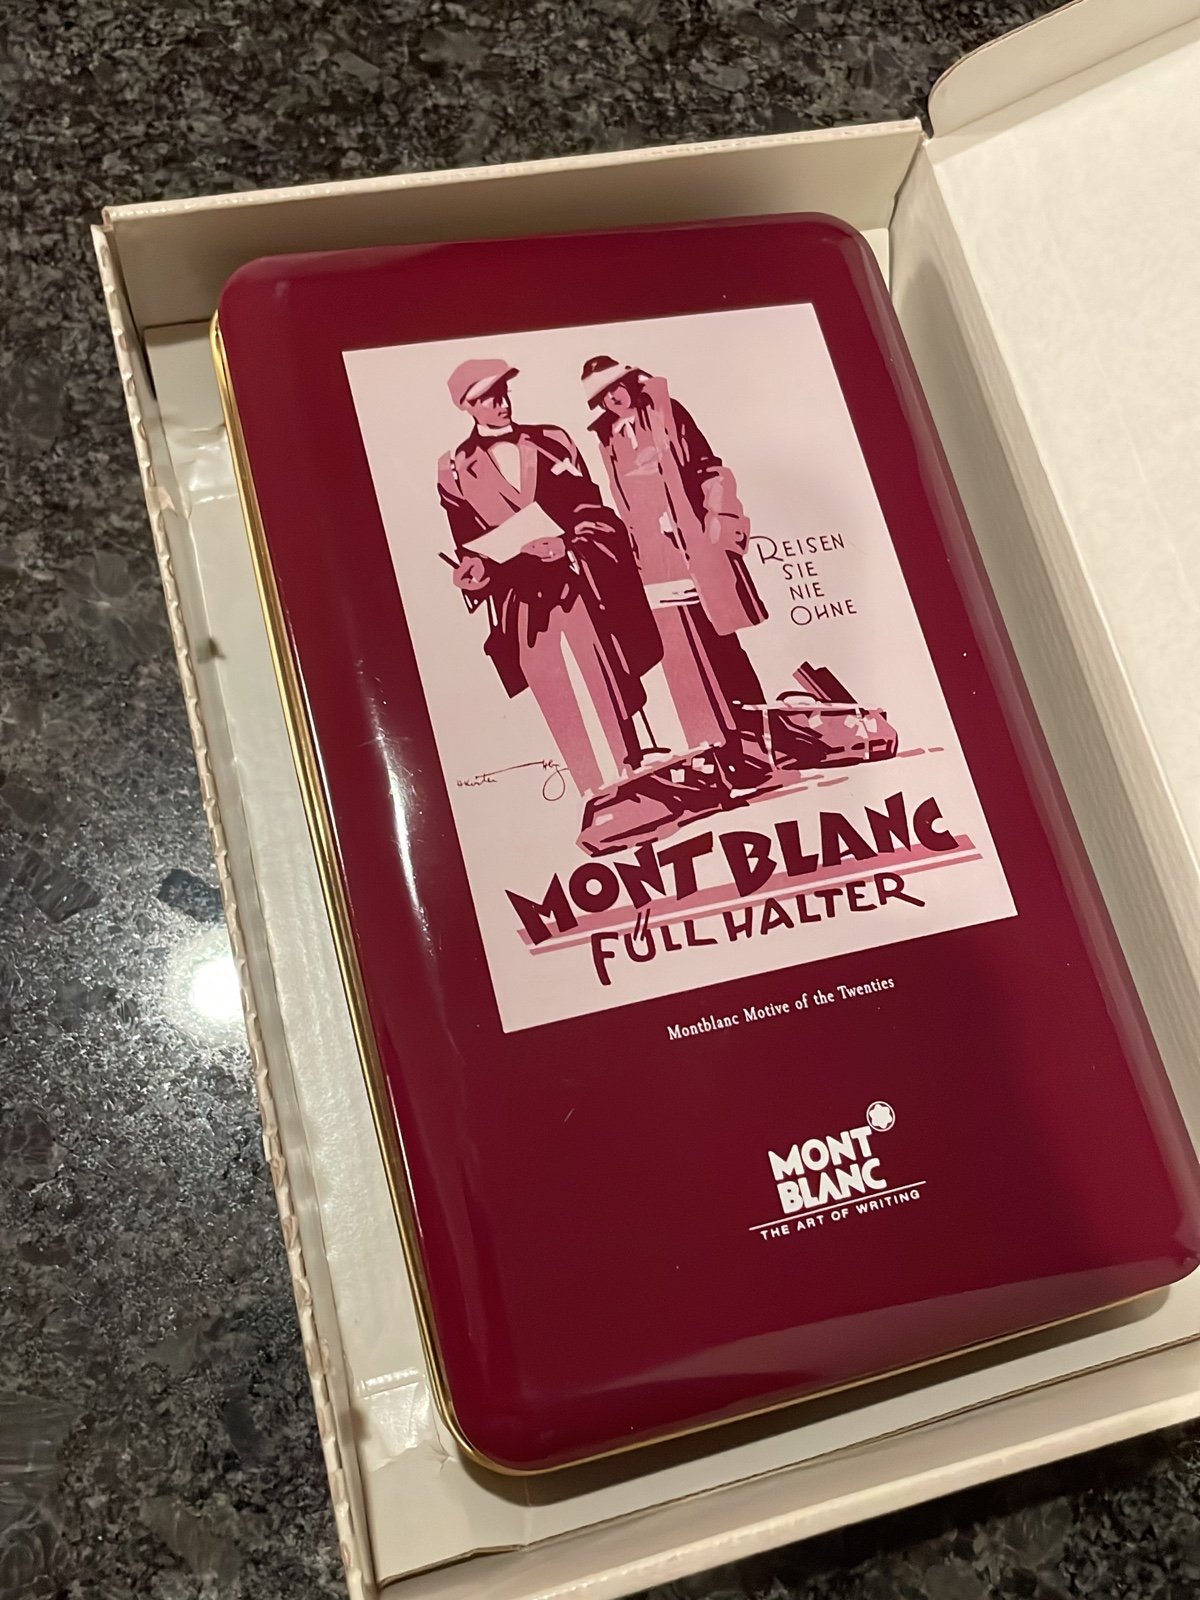 REISEN
SIE
NIE
OHNE
MONTBLANC
FÜLLHALTER
Montblanc Motive of the Twenties
MONT
BLANC
THE ART OF WRITING